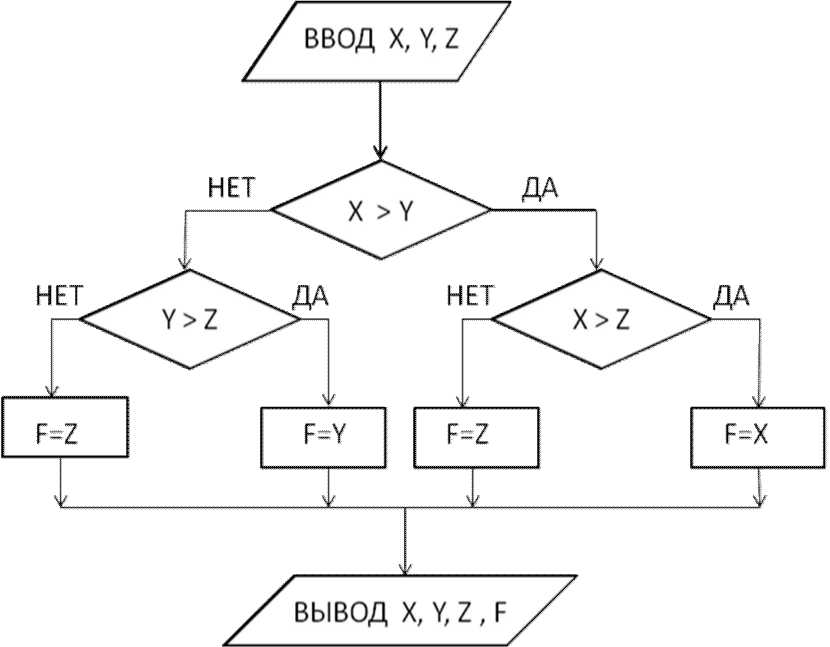 ВВОД X, Y, Z
НЕТ
ДА
X > Y
НЕТ
ДА
НЕТ
ДА
Y > Z
X > Z
F=Z
F=Y
F=Z
F=X
ВЫВОД X, Y, Z , F